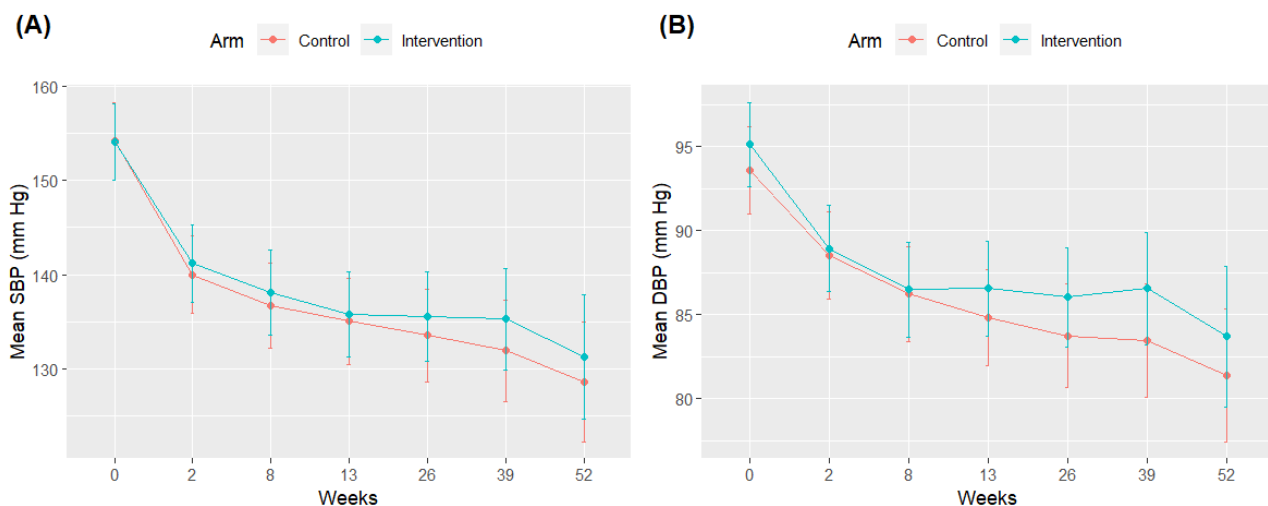 (A)
Arm Control Intervention
Mean SBP (mm Hg)
160
150
140
130
0 2 8 13 26 39 52
Weeks
(B)
Arm Control Intervention
Mean DBP (mm Hg)
95
90
85
80
0 2 8 13 26 39 52
Weeks